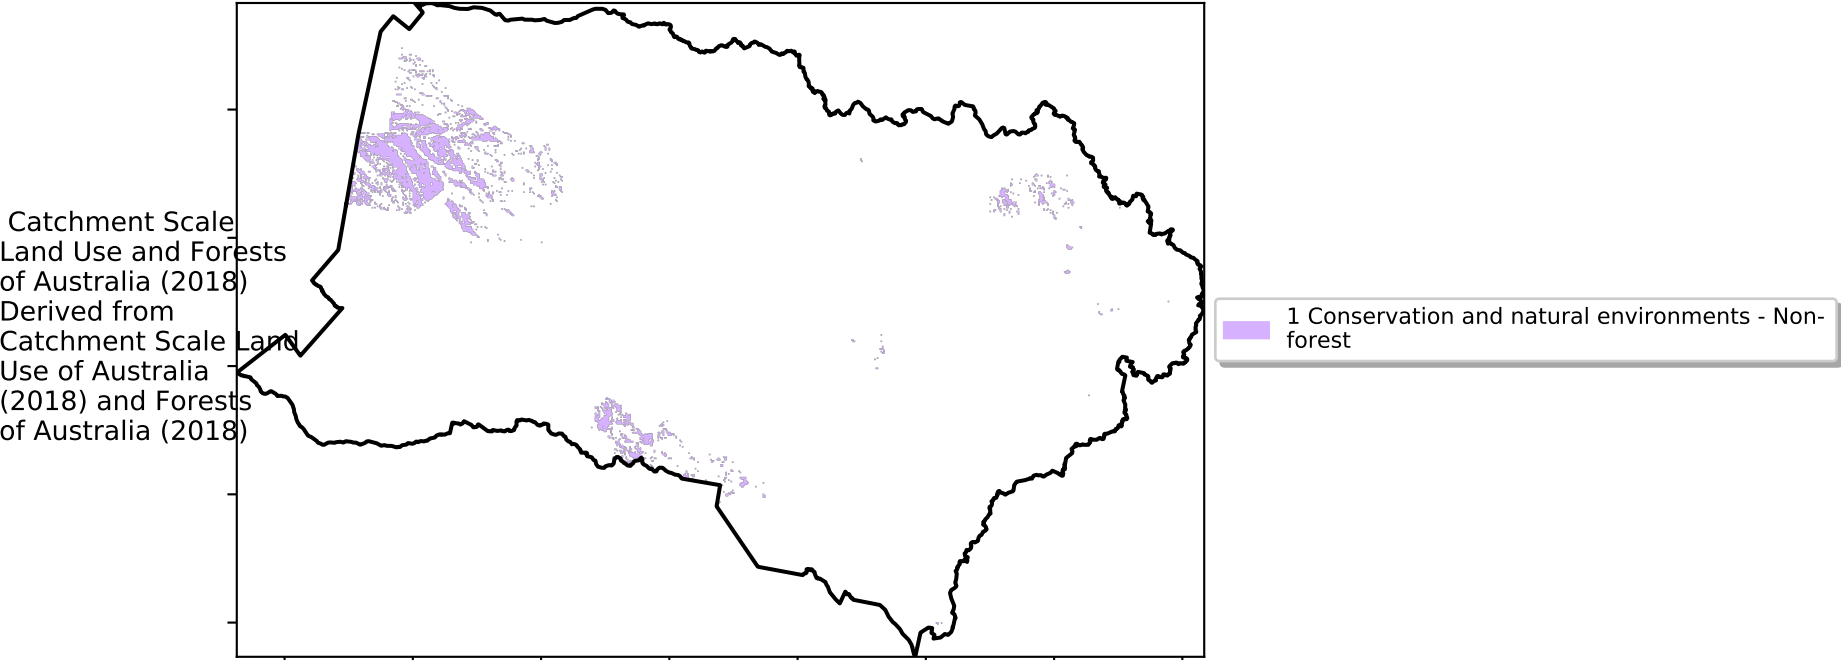 Catchment Scale
Land Use and Forests
of Australia (2018)
Derived from
Catchment Scale Land
Use of Australia
(2018) and Forests
of Australia (2018)
1 Conservation and natural environments - Non-
forest